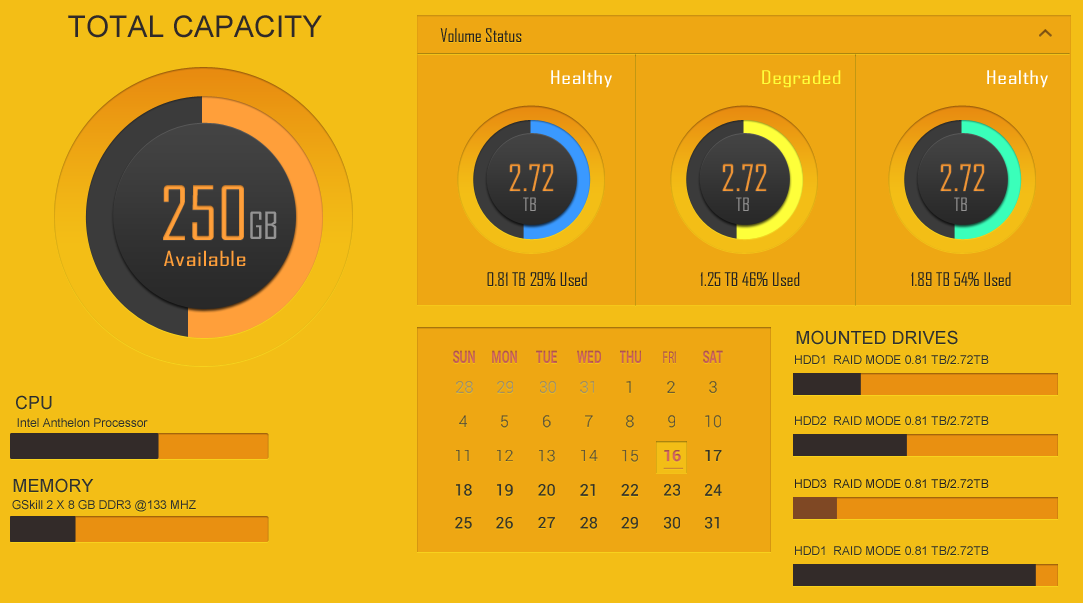 TOTAL CAPACITY
250GB
Available
CPU
Intel Anthelon Processor
MEMORY
GSkill 2 X 8 GB DDR3 @133 MHZ
Volume Status
Healthy
2.72
TB
0.81 TB 29% Used
Degraded
2.72
TB
1.25 TB 46% Used
Healthy
2.72
TB
1.89 TB 54% Used
SUN MON TUE WED THU FRI SAT
28 29 30 31 1 2 3
4 5 6 7 8 9 10
11 12 13 14 15 16 17
18 19 20 21 22 23 24
25 26 27 28 29 30 31
MOUNTED DRIVES
HDD1 RAID MODE 0.81 TB/2.72TB
HDD2 RAID MODE 0.81 TB/2.72TB
HDD3 RAID MODE 0.81 TB/2.72TB
HDD1 RAID MODE 0.81 TB/2.72TB